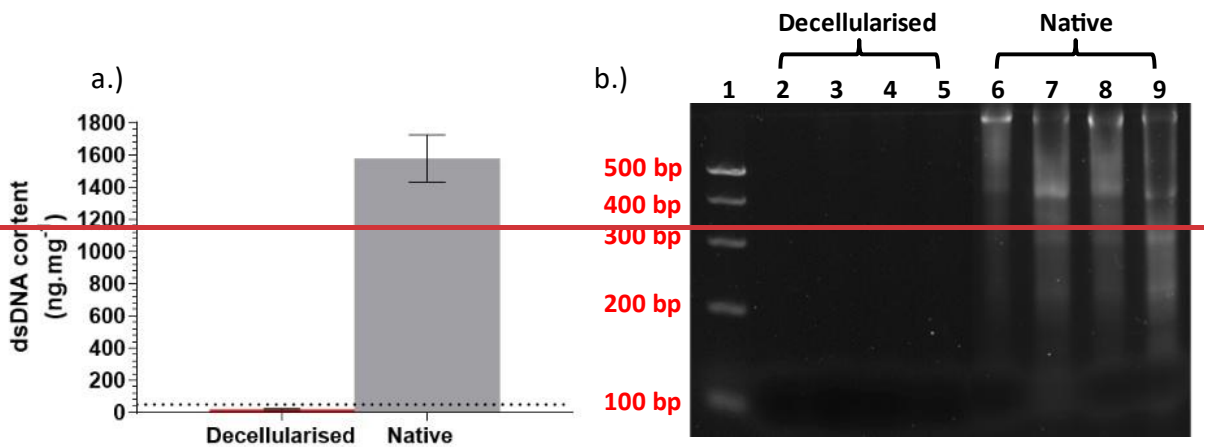 Decellularised Native
a.) b.) 1 2 3 4 5 6 7 8 9
dsDNA content
(ng.mg⁻¹)
1800
1600
1400
1200
1000
800
600
400
200
0
Decellularised Native
500 bp
400 bp
300 bp
200 bp
100 bp